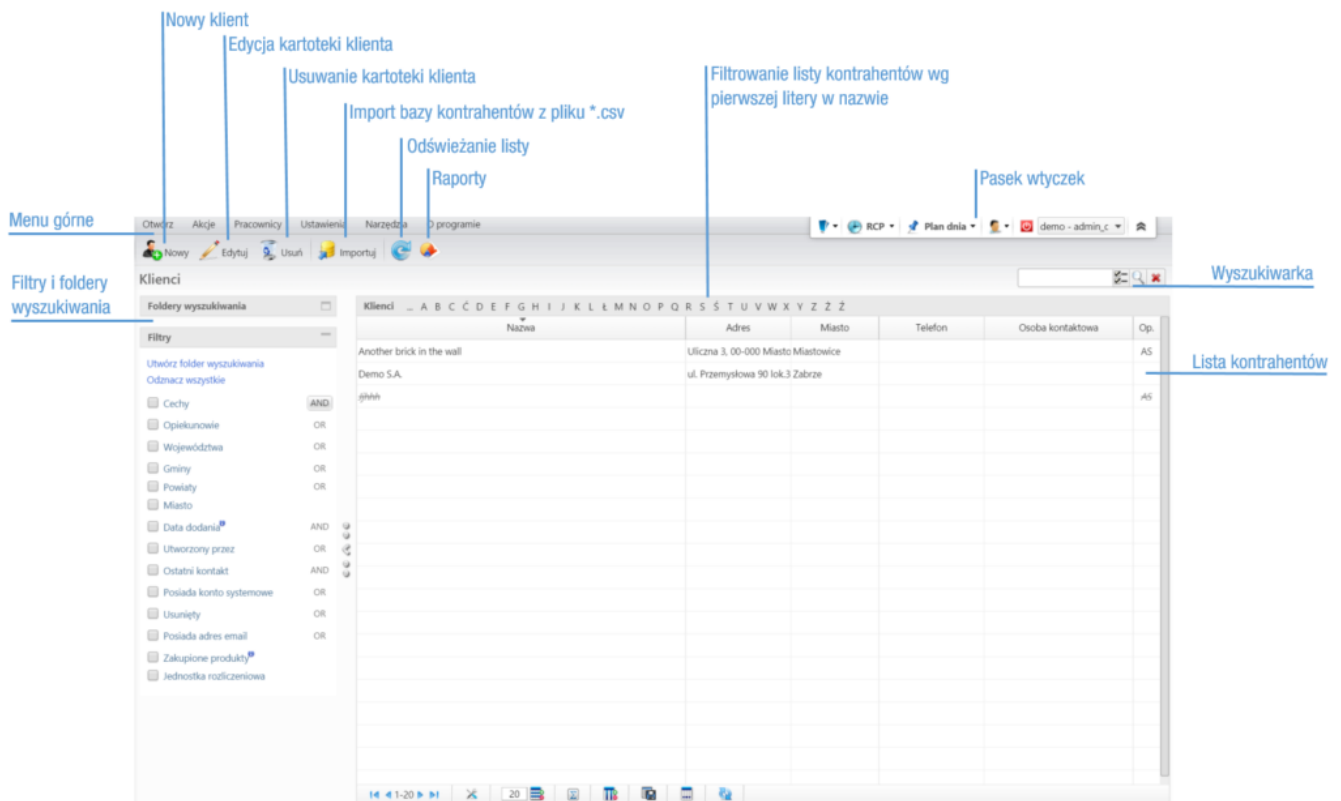 Nowy klient
Edycja kartoteki klienta
Usuwanie kartoteki klienta
Filtrowanie listy kontrahentów wg
pierwszej litery w nazwie
Import bazy kontrahentów z pliku *.csv
Odświeżanie listy
Raporty
Pasek wtyczek
Menu górne
Otwórz Akcje Pracownicy Ustawienia Narzędzia O programie
RCP Plan dnia demo - admin_c
Nowy Edytuj Usuń Importuj
Klienci
Wyszukiwarka
Filtry i foldery
wyszukiwania
Foldery wyszukiwania
Klienci ... A B C Ć D E F G H I J K L Ł M N O P Q R S Ś T U V W X Y Z Ż Ź
Filtry
Nazwa Adres Miasto Telefon Osoba kontaktowa Op.
Another brick in the wall Uliczna 3, 00-000 Miasto Miastowice AS
Lista kontrahentów
Demo S.A. ul. Przemysłowa 90 lok.3 Zabrze
AS
Utwórz folder wyszukiwania
Odznacz wszystkie
Cechy AND
Opiekunowie OR
Województwa OR
Gminy OR
Powiaty OR
Miasto
Data dodania AND
Utworzony przez OR
Ostatni kontakt AND
Posiada konto systemowe OR
Usunięty OR
Posiada adres email OR
Zakupione produkty
Jednostka rozliczeniowa
1-20 20